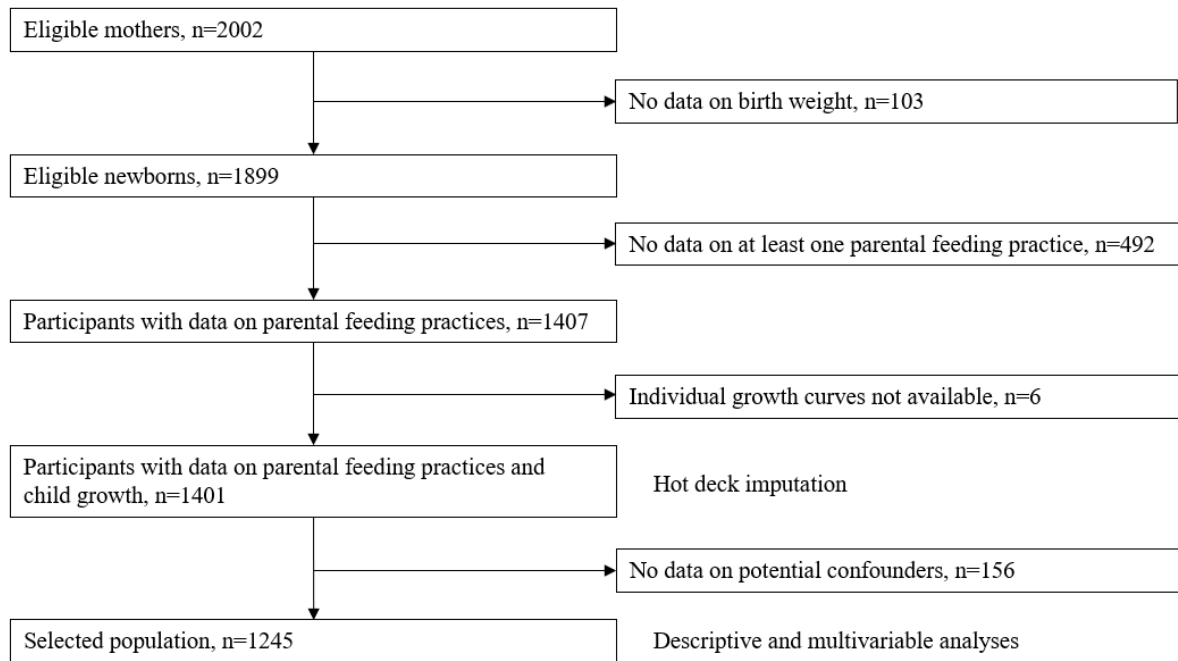 Eligible mothers, n=2002
No data on birth weight, n=103
Eligible newborns, n=1899
No data on at least one parental feeding practice, n=492
Participants with data on parental feeding practices, n=1407
Individual growth curves not available, n=6
Participants with data on parental feeding practices and
child growth, n=1401
Hot deck imputation
No data on potential confounders, n=156
Selected population, n=1245
Descriptive and multivariable analyses